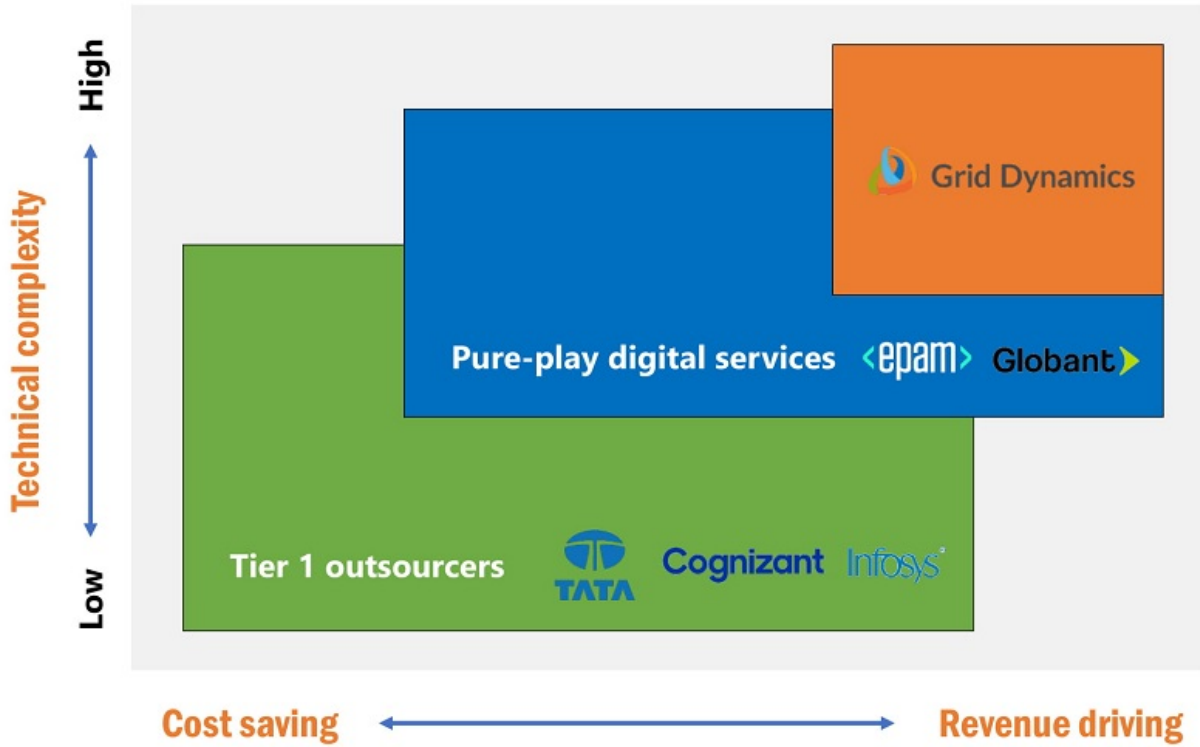 High
Technical complexity
Low
Grid Dynamics
Pure-play digital services <epam> Globant
Tier 1 outsourcers TATA Cognizant Infosys
Cost saving Revenue driving